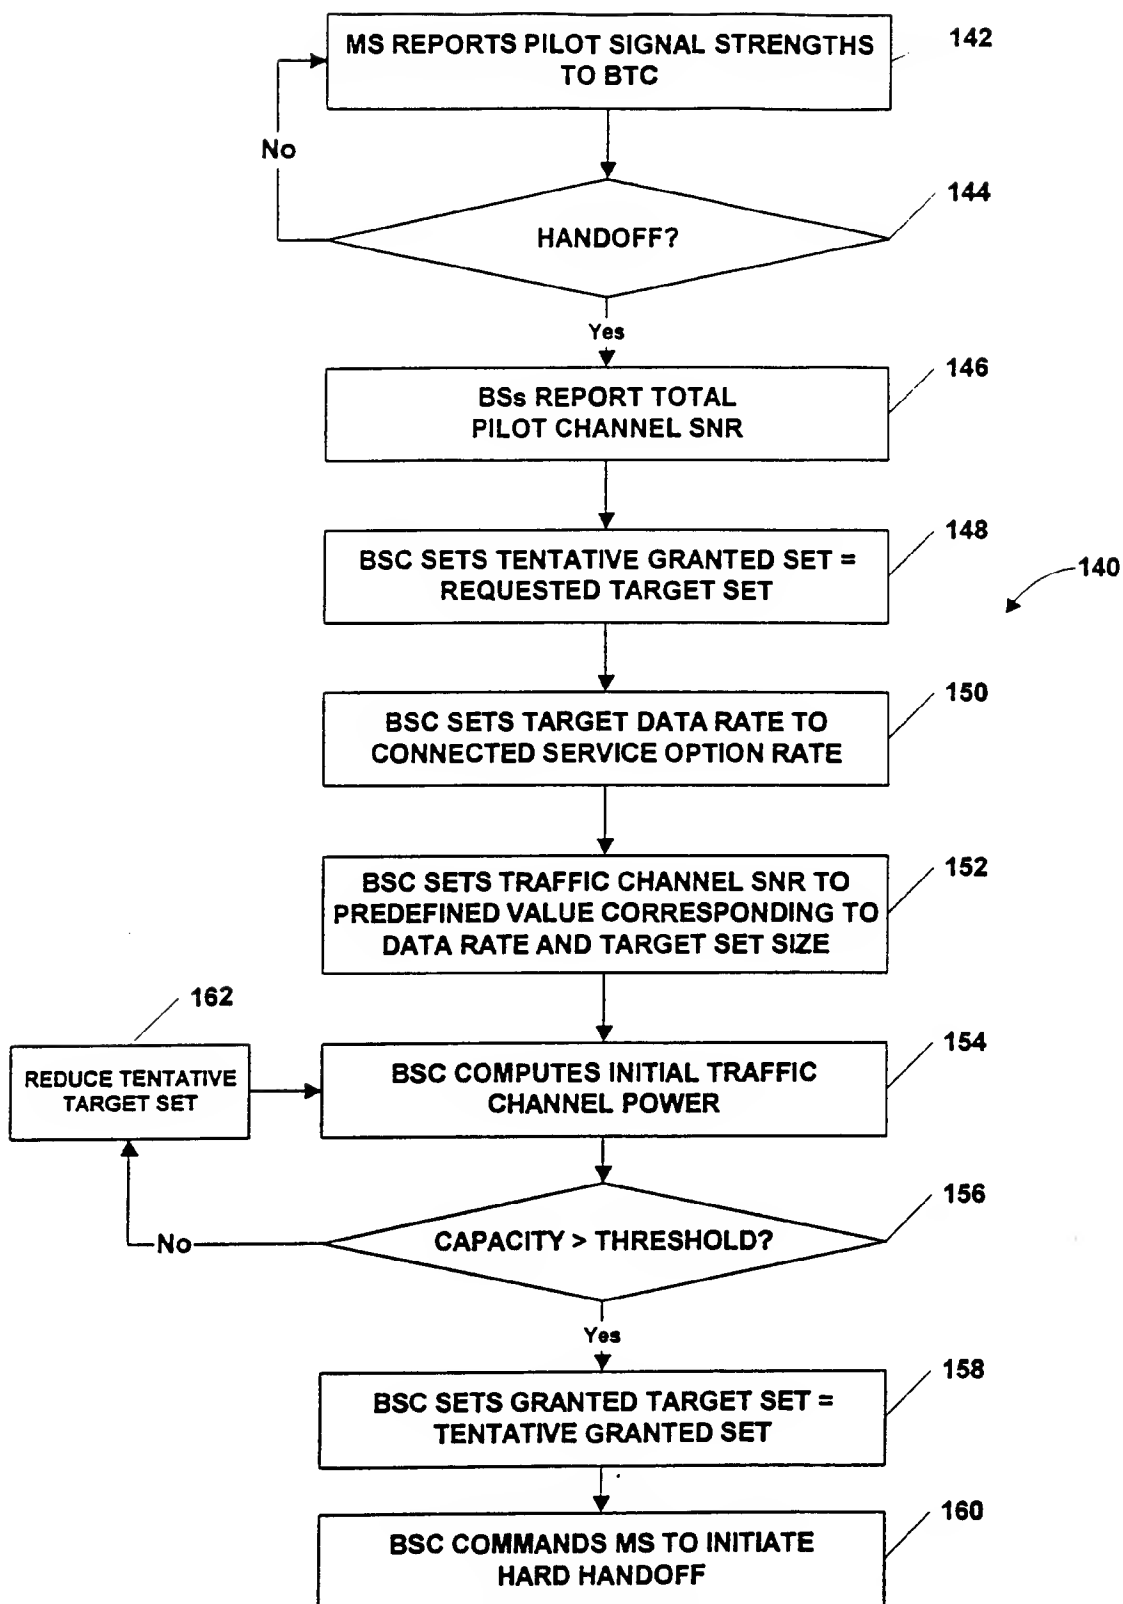 MS REPORTS PILOT SIGNAL STRENGTHS
TO BTC
142
No
144
HANDOFF?
Yes
146
BSs REPORT TOTAL
PILOT CHANNEL SNR
148
BSC SETS TENTATIVE GRANTED SET =
REQUESTED TARGET SET
140
150
BSC SETS TARGET DATA RATE TO
CONNECTED SERVICE OPTION RATE
152
BSC SETS TRAFFIC CHANNEL SNR TO
PREDEFINED VALUE CORRESPONDING TO
DATA RATE AND TARGET SET SIZE
162
154
REDUCE TENTATIVE
TARGET SET
BSC COMPUTES INITIAL TRAFFIC
CHANNEL POWER
156
CAPACITY > THRESHOLD?
No
Yes
158
BSC SETS GRANTED TARGET SET =
TENTATIVE GRANTED SET
160
BSC COMMANDS MS TO INITIATE
HARD HANDOFF